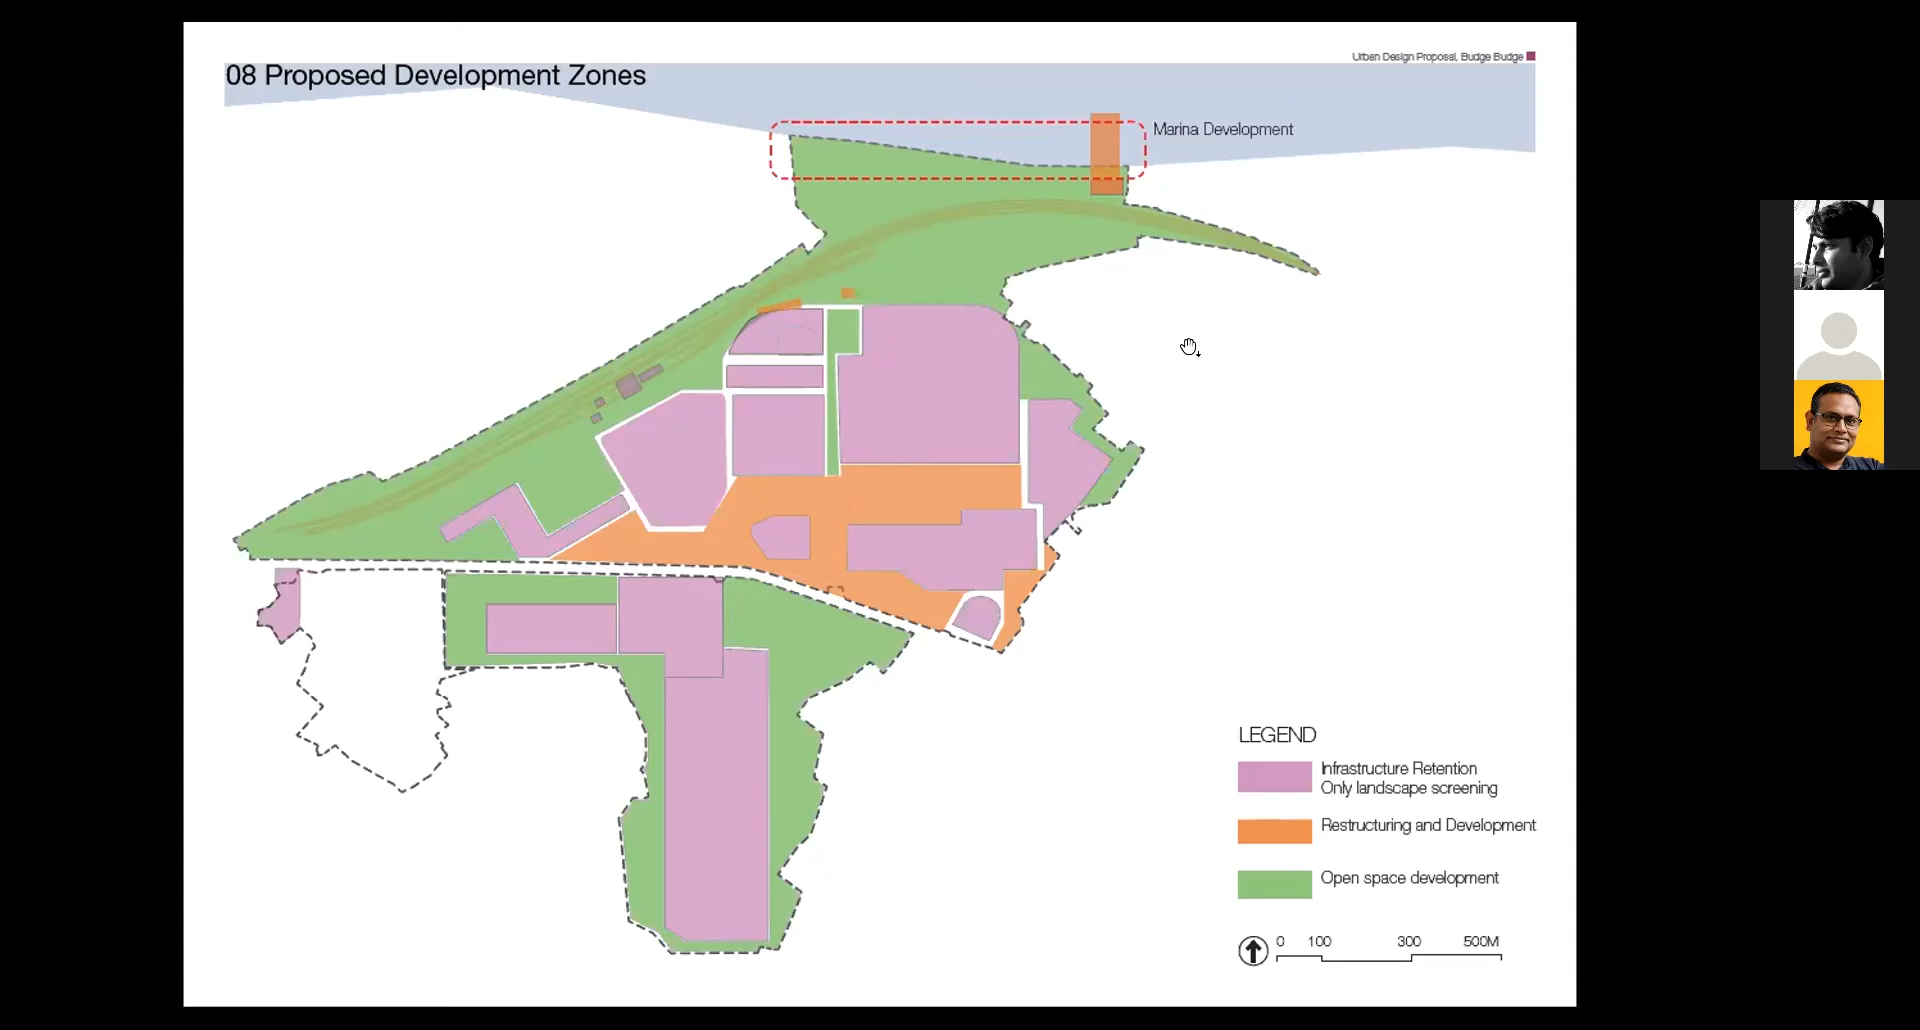 Urban Design Proposal, Budge Budge
08 Proposed Development Zones
Marina Development
LEGEND
Infrastructure Retention
Only landscape screening
Restructuring and Development
Open space development
0 100 300 500M